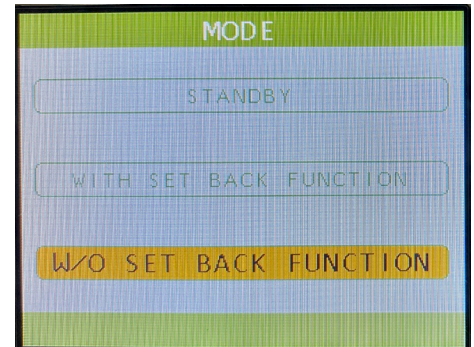 MODE
STANDBY
WITH SET BACK FUNCTION
W/O SET BACK FUNCTION